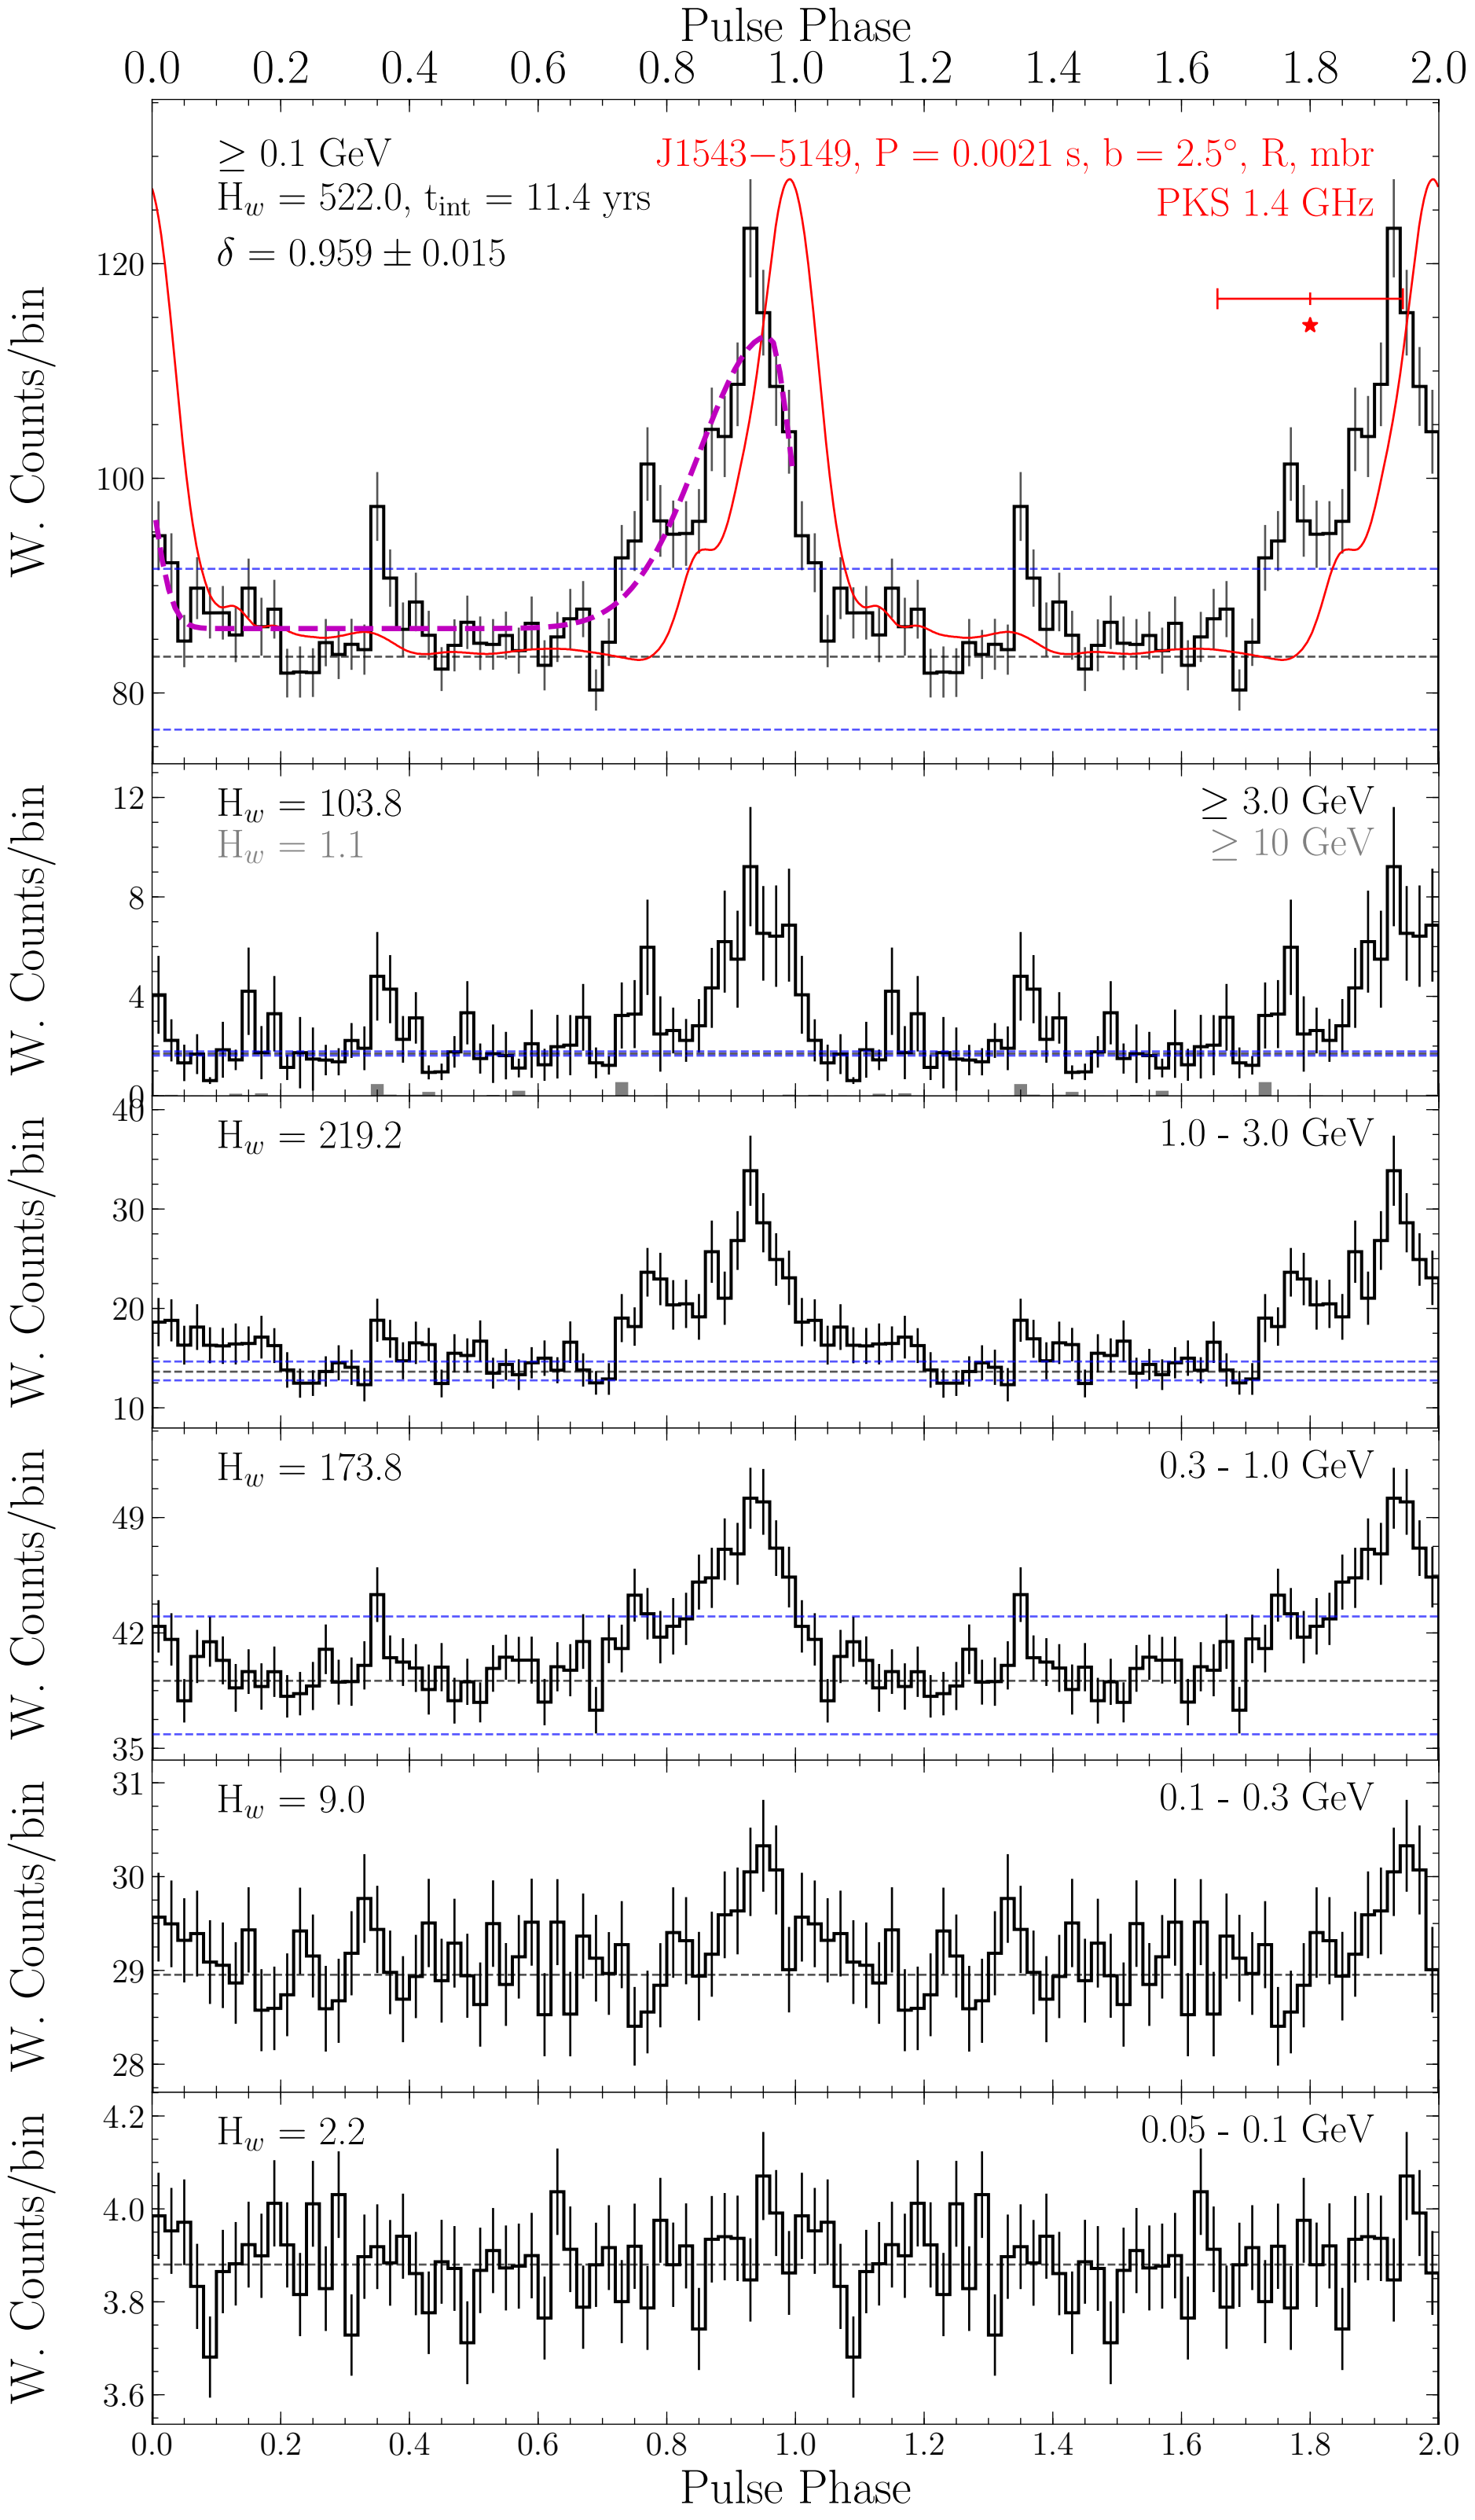 Pulse Phase
0.0 0.2 0.4 0.6 0.8 1.0 1.2 1.4 1.6 1.8 2.0
≥ 0.1 GeV
H_w = 522.0, t_int = 11.4 yrs
δ = 0.959 ± 0.015
J1543−5149, P = 0.0021 s, b = 2.5°, R, mbr
PKS 1.4 GHz
W. Counts/bin
120
100
80
H_w = 103.8
H_w = 1.1
≥ 3.0 GeV
≥ 10 GeV
W. Counts/bin
12
8
4
0
H_w = 219.2
1.0 - 3.0 GeV
W. Counts/bin
40
30
20
10
H_w = 173.8
0.3 - 1.0 GeV
W. Counts/bin
49
42
35
H_w = 9.0
0.1 - 0.3 GeV
W. Counts/bin
31
30
29
28
H_w = 2.2
0.05 - 0.1 GeV
W. Counts/bin
4.2
4.0
3.8
3.6
0.0 0.2 0.4 0.6 0.8 1.0 1.2 1.4 1.6 1.8 2.0
Pulse Phase